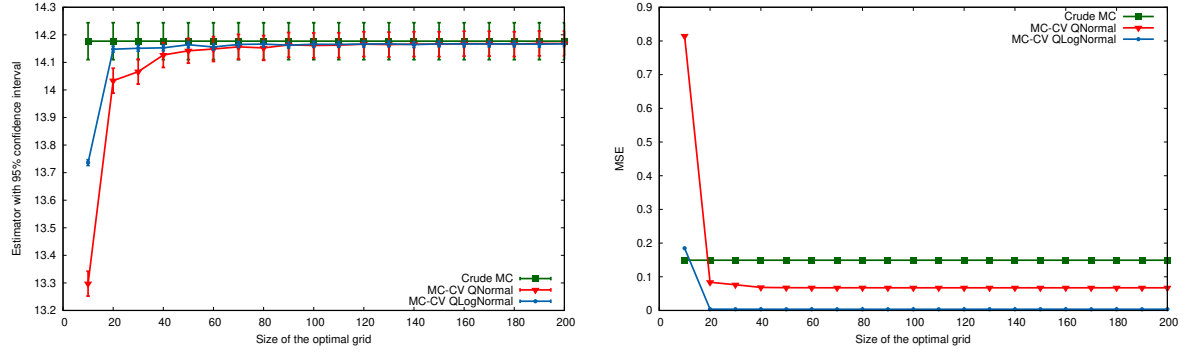 14.3
14.2
14.1
14
13.9
13.8
13.7
13.6
13.5
13.4
13.3
13.2
Estimator with 95% confidence interval
Crude MC
MC-CV QNormal
MC-CV QLogNormal
0 20 40 60 80 100 120 140 160 180 200
Size of the optimal grid
0.9
0.8
0.7
0.6
0.5
0.4
0.3
0.2
0.1
0
MSE
Crude MC
MC-CV QNormal
MC-CV QLogNormal
0 20 40 60 80 100 120 140 160 180 200
Size of the optimal grid